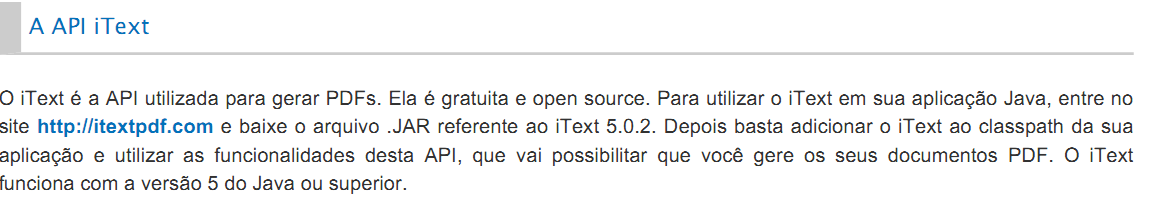 A API iText
O iText é a API utilizada para gerar PDFs. Ela é gratuita e open source. Para utilizar o iText em sua aplicação Java, entre no
site http://itextpdf.com e baixe o arquivo .JAR referente ao iText 5.0.2. Depois basta adicionar o iText ao classpath da sua
aplicação e utilizar as funcionalidades desta API, que vai possibilitar que você gere os seus documentos PDF. O iText
funciona com a versão 5 do Java ou superior.